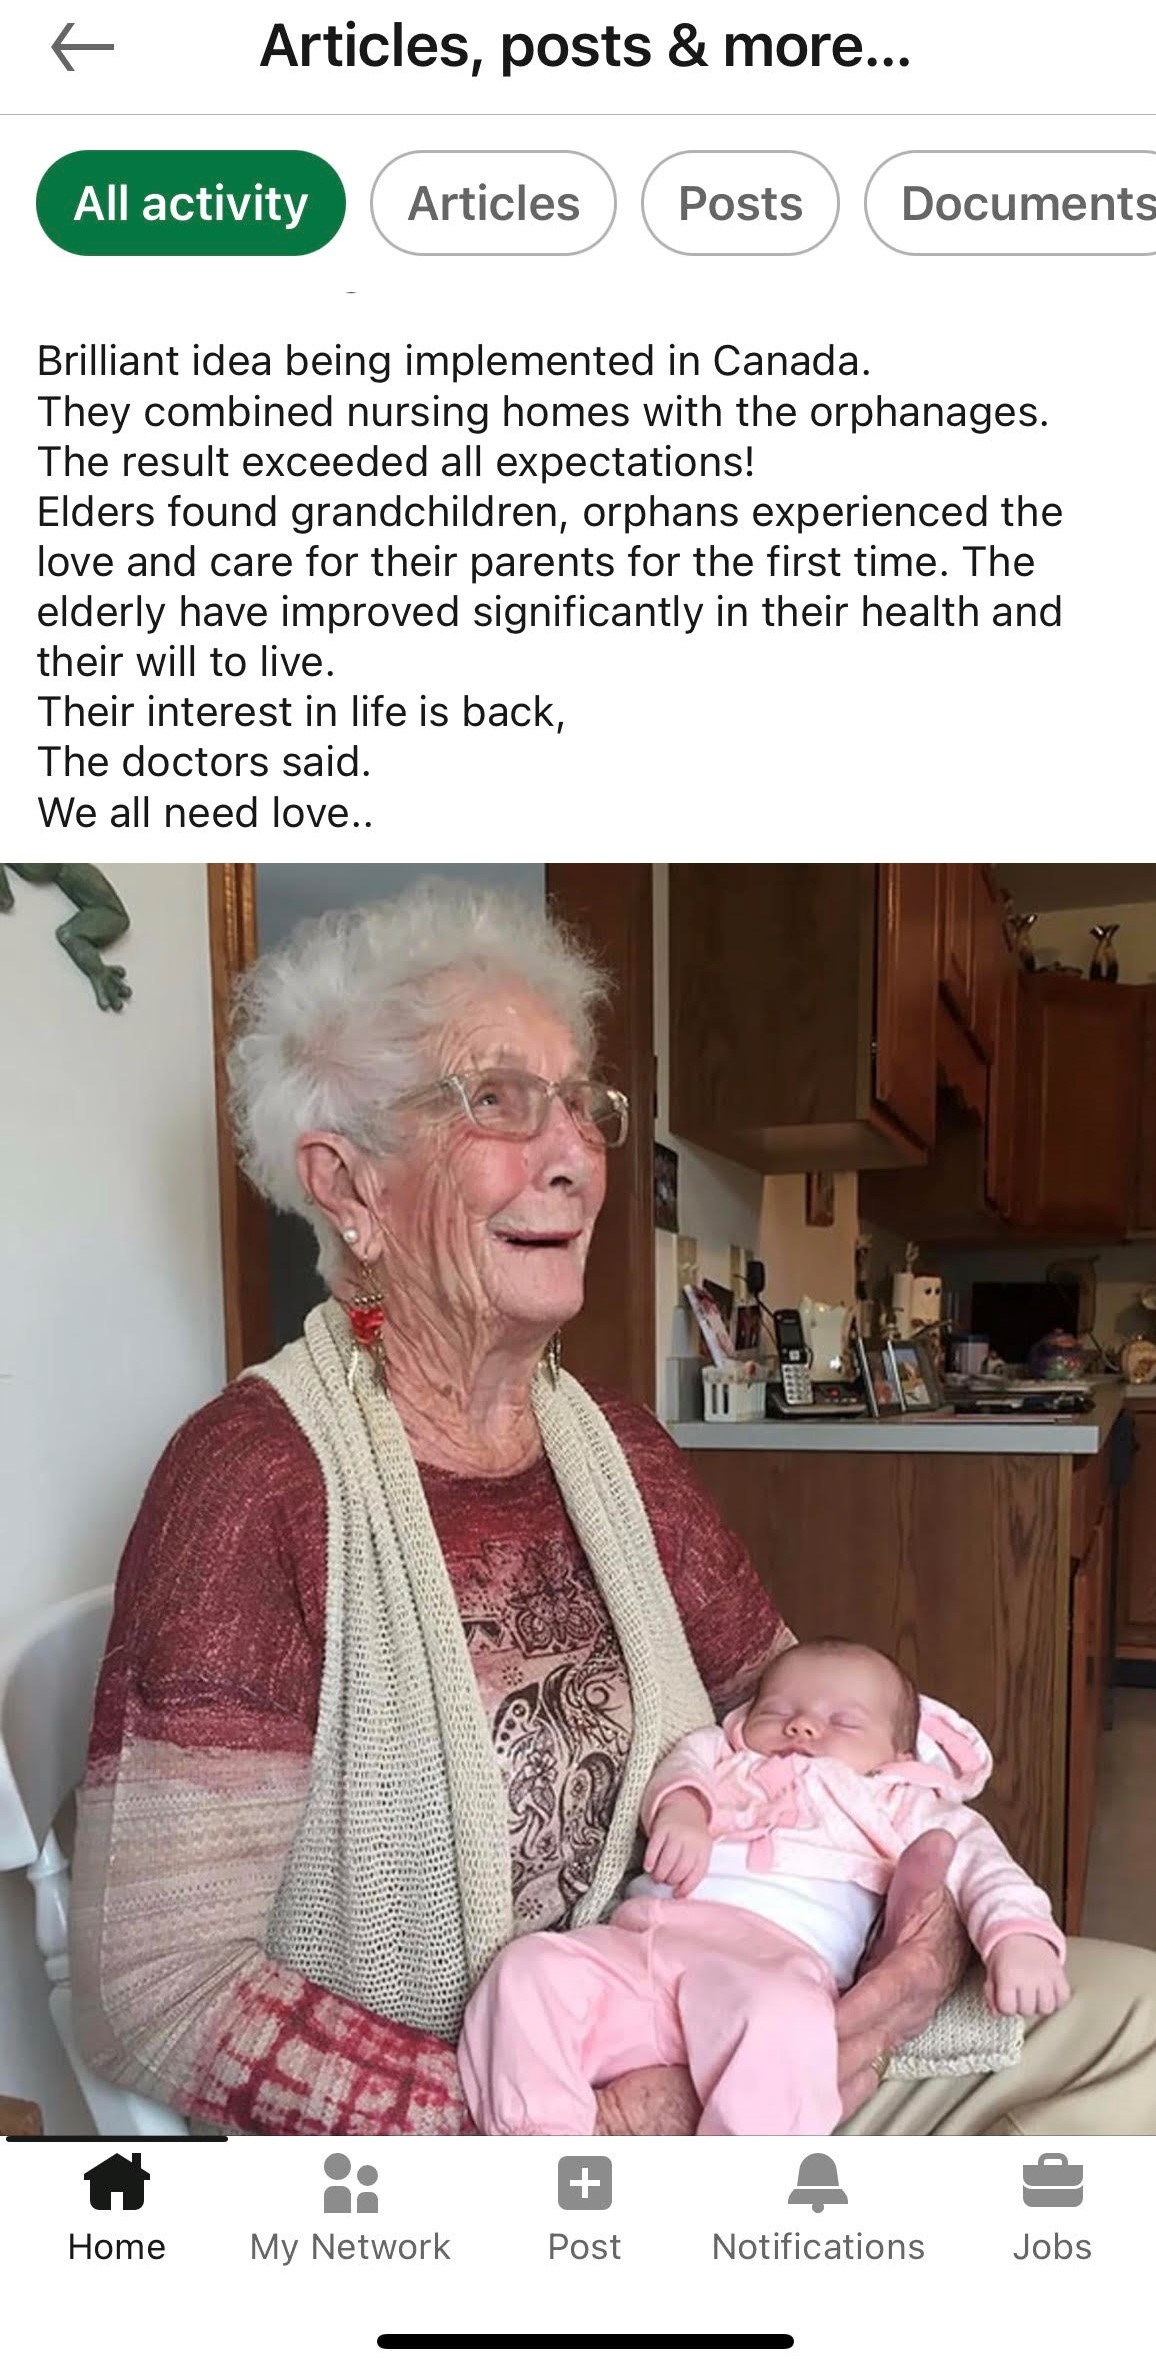 Articles, posts & more...
All activity
Articles
Posts
Documents
Brilliant idea being implemented in Canada.
They combined nursing homes with the orphanages.
The result exceeded all expectations!
Elders found grandchildren, orphans experienced the
love and care for their parents for the first time. The
elderly have improved significantly in their health and
their will to live.
Their interest in life is back,
The doctors said.
We all need love..
Home
My Network
Post
Notifications
Jobs